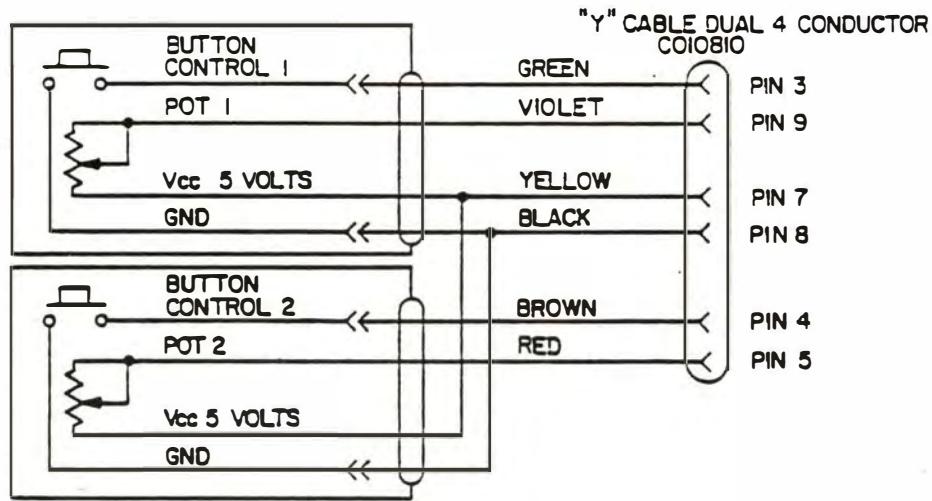 "Y" CABLE DUAL 4 CONDUCTOR
C010810
BUTTON
CONTROL 1
GREEN
PIN 3
POT 1
VIOLET
PIN 9
Vcc 5 VOLTS
YELLOW
PIN 7
GND
BLACK
PIN 8
BUTTON
CONTROL 2
BROWN
PIN 4
POT 2
RED
PIN 5
Vcc 5 VOLTS
GND